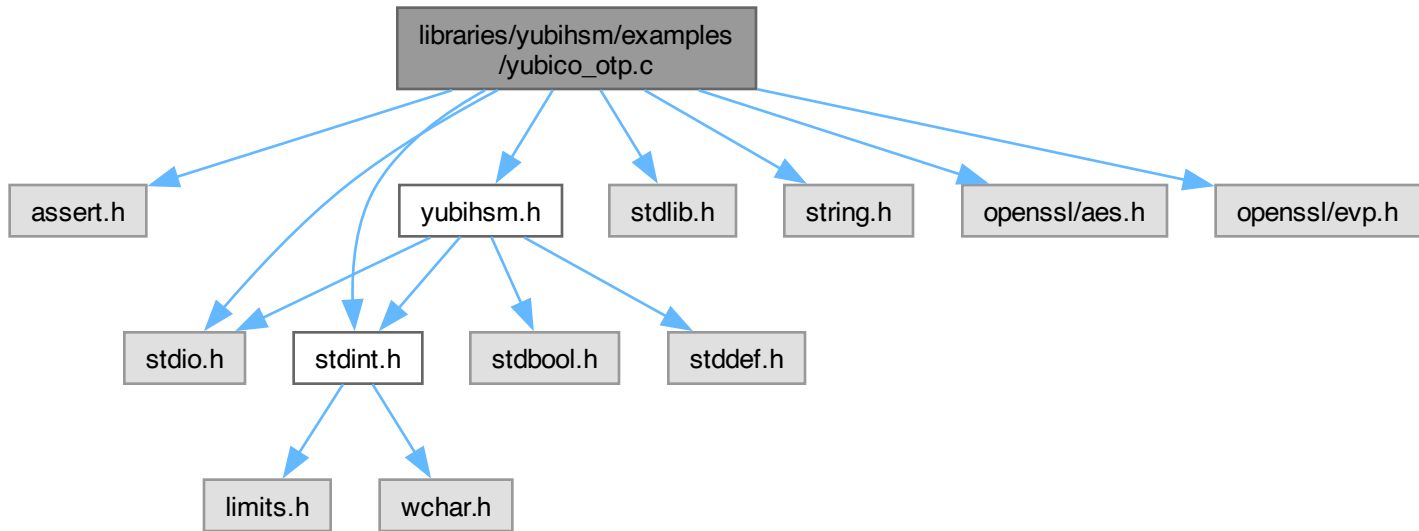 libraries/yubihsm/examples
/yubico_otp.c
assert.h
yubihsm.h
stdlib.h
string.h
openssl/aes.h
openssl/evp.h
stdio.h
stdint.h
stdbool.h
stddef.h
limits.h
wchar.h